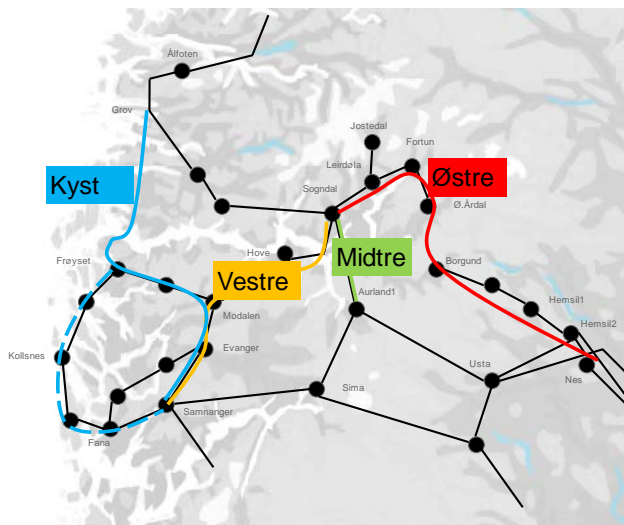 Ålfoten
Grov
Jostedal
Fortun
Leirdøla
Kyst
Østre
Sogndal
Ø.Årdal
Hove
Midtre
Frøyset
Vestre
Borgund
Aurland1
Hemsil1
Modalen
Hemsil2
Evanger
Kollsnes
Usta
Nes
Sima
Samnanger
Fana